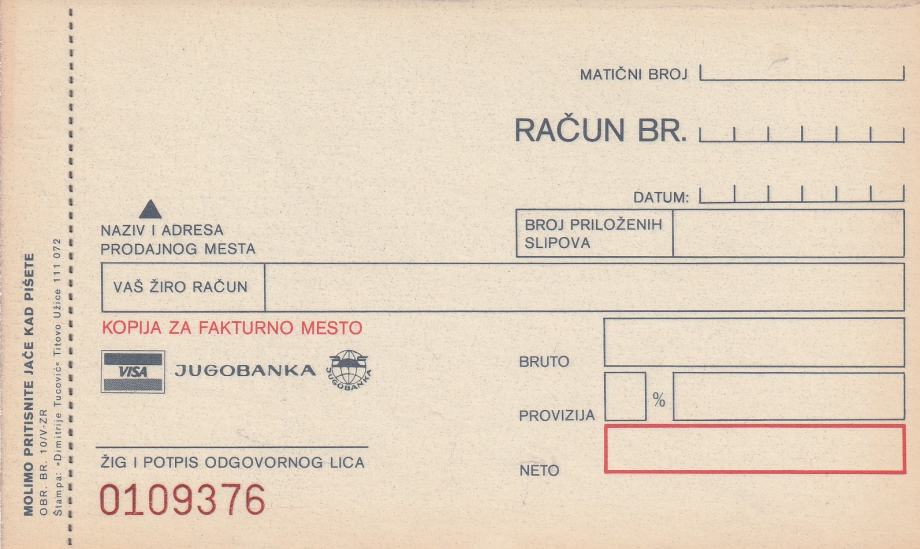 MATIČNI BROJ
RAČUN BR.
DATUM:
NAZIV I ADRESA
PRODAJNOG MESTA
BROJ PRILOŽENIH
SLIPOVA
VAŠ ŽIRO RAČUN
KOPIJA ZA FAKTURNO MESTO
VISA JUGOBANKA JUGOBANKA
BRUTO
PROVIZIJA %
NETO
ŽIG I POTPIS ODGOVORNOG LICA
0109376
MOLIMO PRITISNITE JAČE KAD PIŠETE
OBR. BR. 10/V-ZR
Štampa: »Dimitrije Tucović« Titovo Užice 111 072